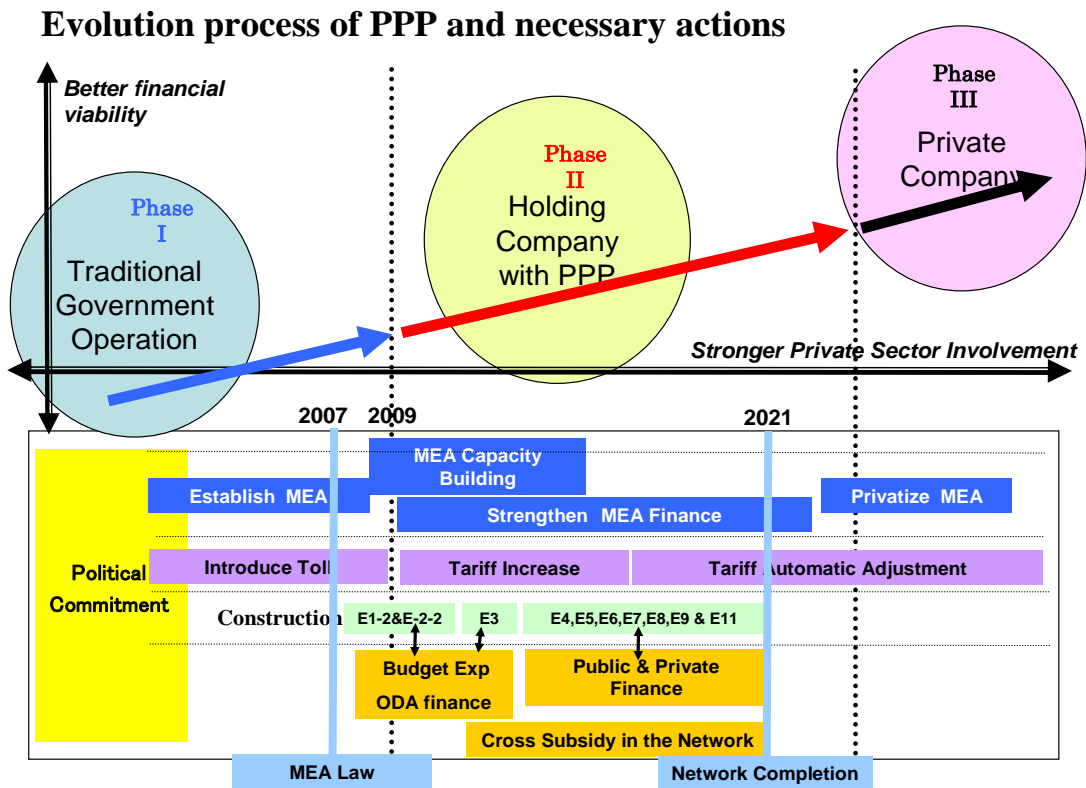 Evolution process of PPP and necessary actions
Better financial
viability
Phase
I
Traditional
Government
Operation
Phase
II
Holding
Company
with PPP
Phase
III
Private
Company
Stronger Private Sector Involvement
2007
2009
2021
Political
Commitment
MEA Capacity
Building
Establish MEA
Strengthen MEA Finance
Privatize MEA
Introduce Toll
Tariff Increase
Tariff Automatic Adjustment
Construction
E1-2&E-2-2
E3
E4,E5,E6,E7,E8,E9 & E11
Budget Exp
ODA finance
Public & Private
Finance
Cross Subsidy in the Network
MEA Law
Network Completion